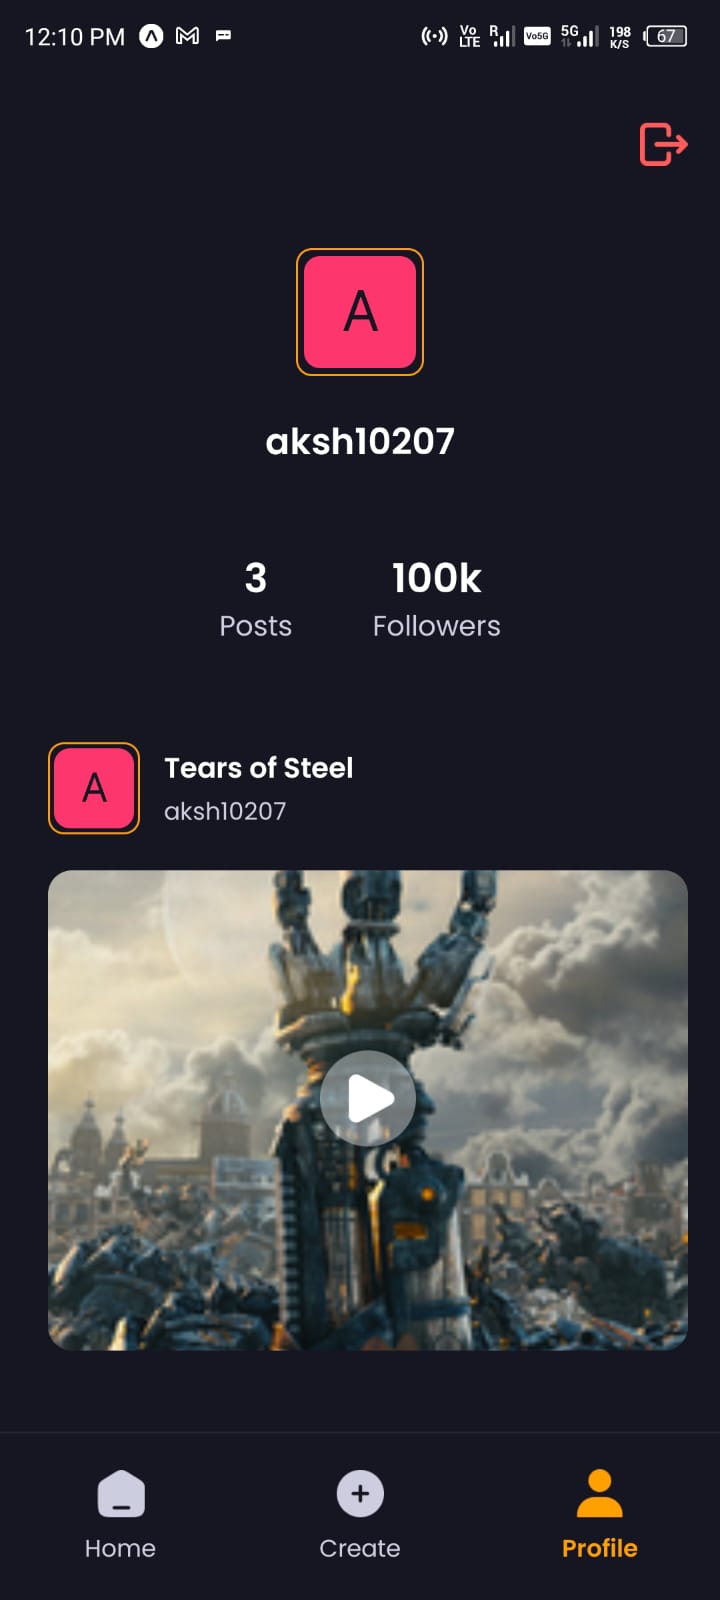 12:10 PM
Vo LTE R Vo5G 5G 198 K/S 67
A
aksh10207
3 100k
Posts Followers
A
Tears of Steel
aksh10207
Home Create Profile